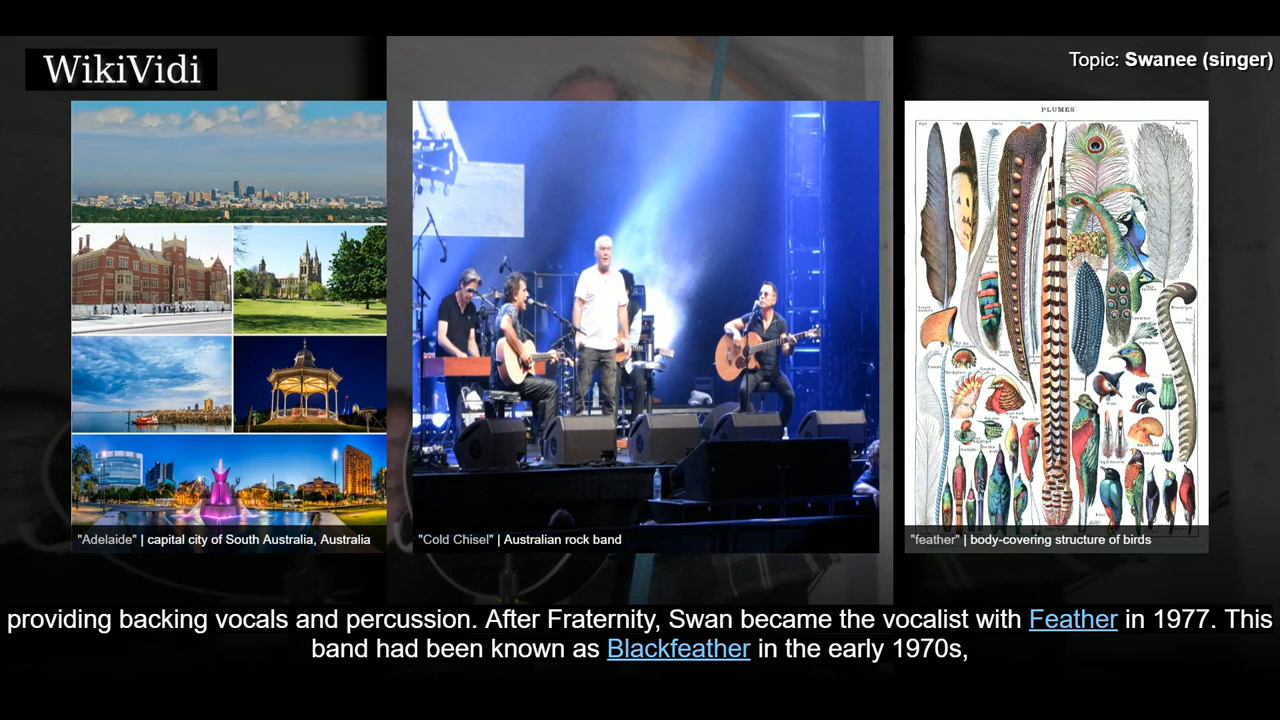 WikiVidi
Topic: Swanee (singer)
PLUMES
"Adelaide" | capital city of South Australia, Australia
"Cold Chisel" | Australian rock band
"feather" | body-covering structure of birds
providing backing vocals and percussion. After Fraternity, Swan became the vocalist with Feather in 1977. This
band had been known as Blackfeather in the early 1970s,